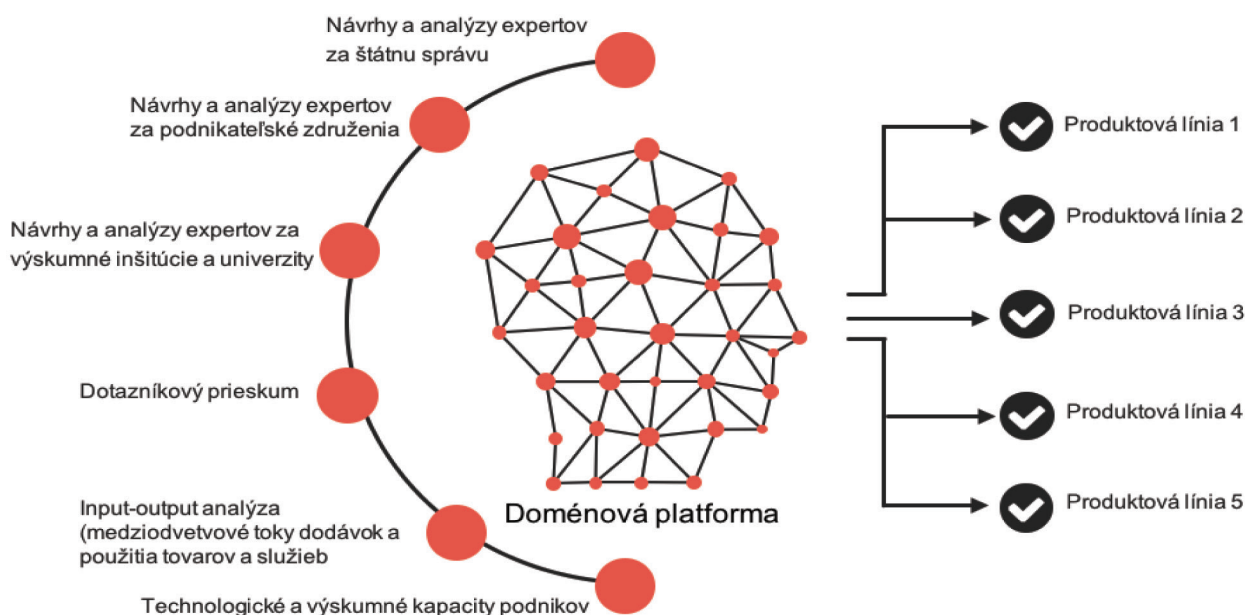 Návrhy a analýzy expertov
za štátnu správu
Návrhy a analýzy expertov
za podnikateľské združenia
Návrhy a analýzy expertov za
výskumné inšitúcie a univerzity
Dotazníkový prieskum
Input-output analýza
(medziodvetvové toky dodávok a
použitia tovarov a služieb
Technologické a výskumné kapacity podnikov
Doménová platforma
Produktová línia 1
Produktová línia 2
Produktová línia 3
Produktová línia 4
Produktová línia 5